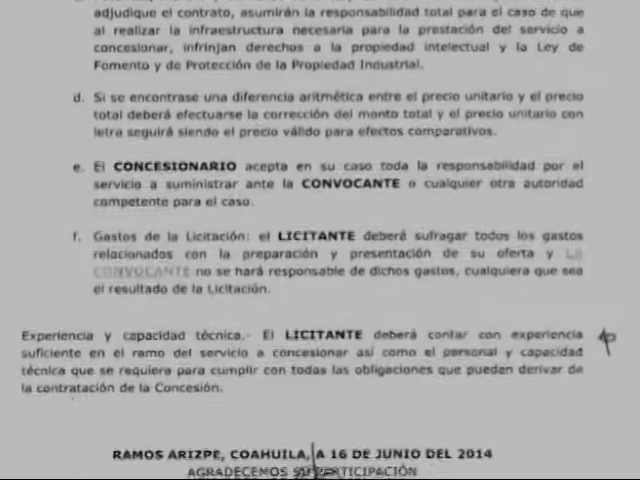 adjudique el contrato, asumirán la responsabilidad total para el caso de que
al realizar la infraestructura necesaria para la prestación del servicio a
concesionar, infrinjan derechos a la propiedad intelectual y la Ley de
Fomento y de Protección de la Propiedad Industrial.
d. Si se encontrase una diferencia aritmética entre el precio unitario y el precio
total deberá efectuarse la corrección del monto total y el precio unitario con
letra seguirá siendo el precio válido para efectos comparativos.
e. El CONCESIONARIO acepta en su caso toda la responsabilidad por el
servicio a suministrar ante la CONVOCANTE o cualquier otra autoridad
competente para el caso.
f. Gastos de la Licitación: el LICITANTE deberá sufragar todos los gastos
relacionados con la preparación y presentación de su oferta y LA
CONVOCANTE no se hará responsable de dichos gastos, cualquiera que sea
el resultado de la Licitación.
Experiencia y capacidad técnica.- El LICITANTE deberá contar con experiencia
suficiente en el ramo del servicio a concesionar así como el personal y capacidad
técnica que se requiera para cumplir con todas las obligaciones que puedan derivar de
la contratación de la Concesión.
RAMOS ARIZPE, COAHUILA, A 16 DE JUNIO DEL 2014
AGRADECEMOS SU PARTICIPACIÓN